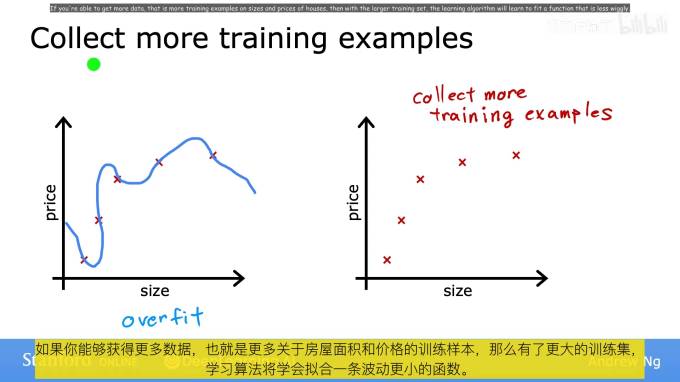 If you're able to get more data, that is more training examples on sizes and prices of houses, then with the larger training set, the learning algorithm will learn to fit a function that is less wiggly.
Collect more training examples
collect more
training examples
price
price
size
size
overfit
Stanford ONLINE
Andrew Ng
如果你能够获得更多数据，也就是更多关于房屋面积和价格的训练样本，那么有了更大的训练集，
学习算法将学会拟合一条波动更小的函数。